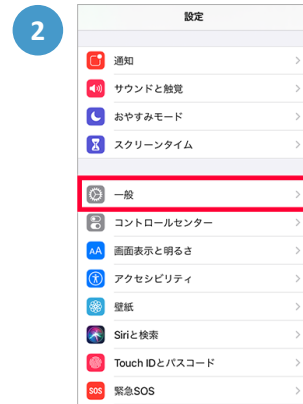 2
設定
通知
サウンドと触覚
おやすみモード
スクリーンタイム
一般
コントロールセンター
AA 画面表示と明るさ
アクセシビリティ
壁紙
Siriと検索
Touch IDとパスコード
SOS 緊急SOS